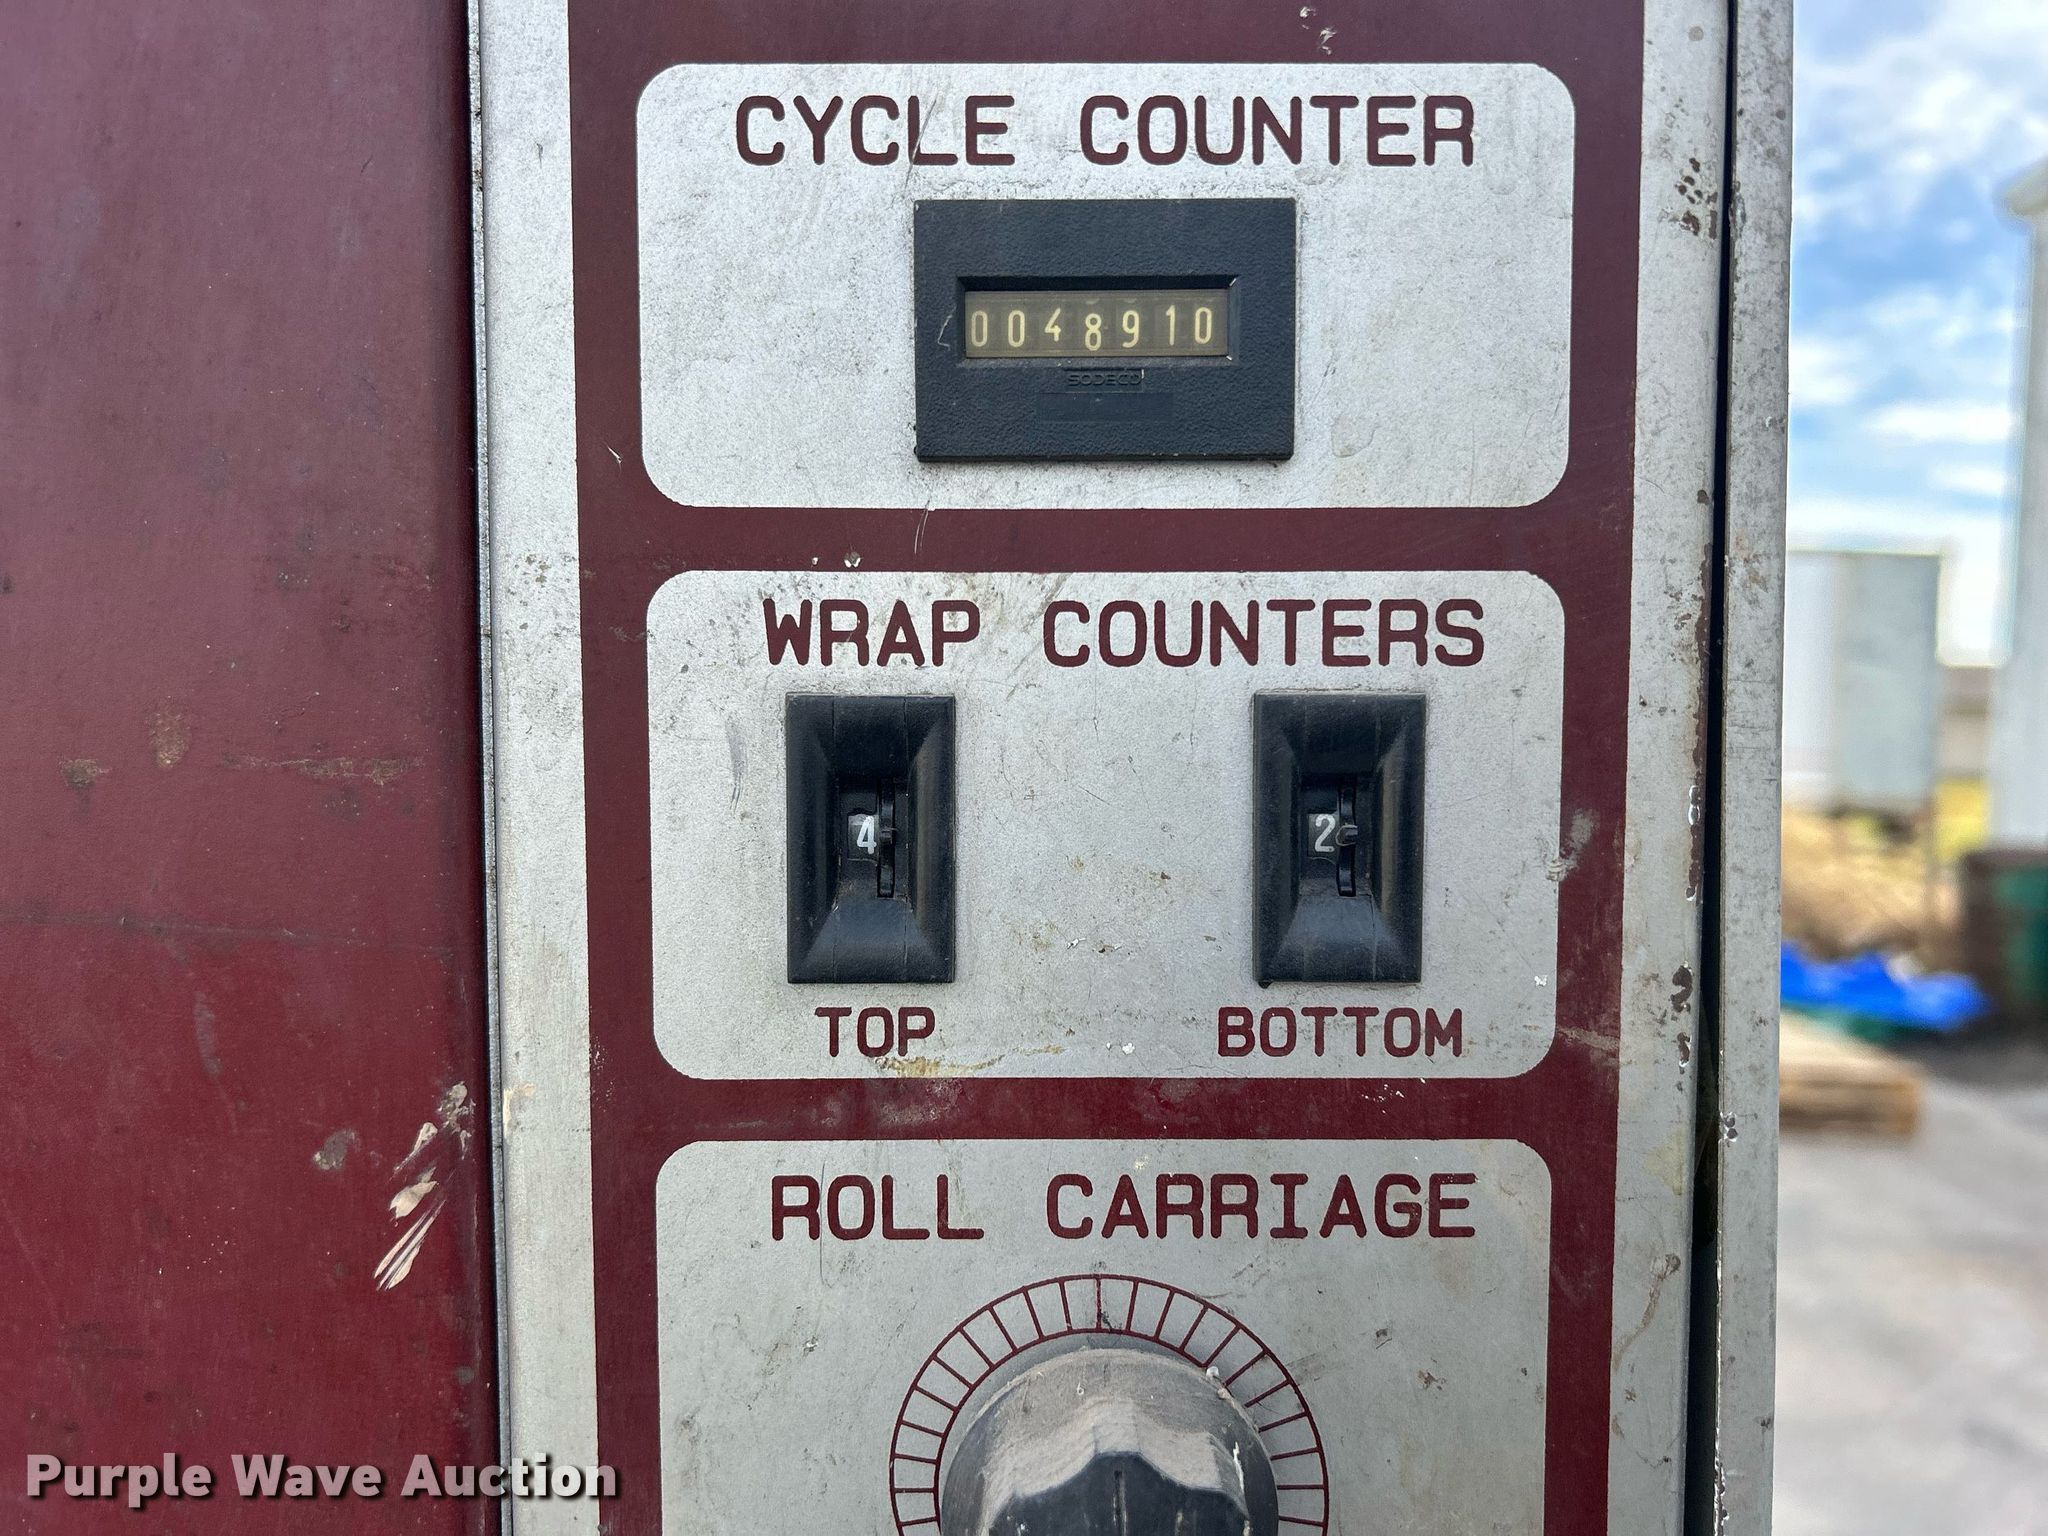 CYCLE COUNTER
0048910
SODECO
WRAP COUNTERS
4 2
TOP BOTTOM
ROLL CARRIAGE
Purple Wave Auction